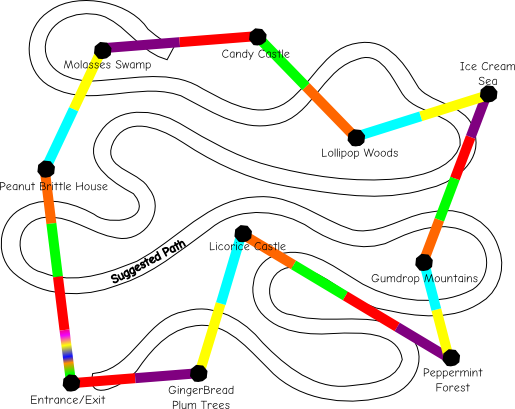 Candy Castle
Molasses Swamp
Ice Cream
Sea
Lollipop Woods
Peanut Brittle House
Suggested Path
Licorice Castle
Gumdrop Mountains
Peppermint
Forest
GingerBread
Plum Trees
Entrance/Exit